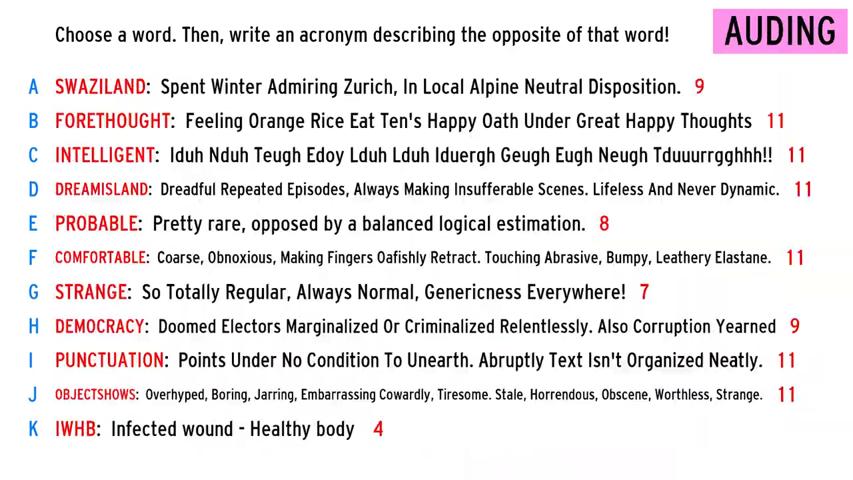 Choose a word. Then, write an acronym describing the opposite of that word!
AUDING
A SWAZILAND: Spent Winter Admiring Zurich, In Local Alpine Neutral Disposition. 9
B FORETHOUGHT: Feeling Orange Rice Eat Ten's Happy Oath Under Great Happy Thoughts 11
C INTELLIGENT: Iduh Nduh Teugh Edoy Lduh Lduh Iduergh Geugh Eugh Neugh Tduuurrgghhh!! 11
D DREAMISLAND: Dreadful Repeated Episodes, Always Making Insufferable Scenes. Lifeless And Never Dynamic. 11
E PROBABLE: Pretty rare, opposed by a balanced logical estimation. 8
F COMFORTABLE: Coarse, Obnoxious, Making Fingers Oafishly Retract. Touching Abrasive, Bumpy, Leathery Elastane. 11
G STRANGE: So Totally Regular, Always Normal, Genericness Everywhere! 7
H DEMOCRACY: Doomed Electors Marginalized Or Criminalized Relentlessly. Also Corruption Yearned 9
I PUNCTUATION: Points Under No Condition To Unearth. Abruptly Text Isn't Organized Neatly. 11
J OBJECTSHOWS: Overhyped, Boring, Jarring, Embarrassing Cowardly, Tiresome. Stale, Horrendous, Obscene, Worthless, Strange. 11
K IWHB: Infected wound - Healthy body 4